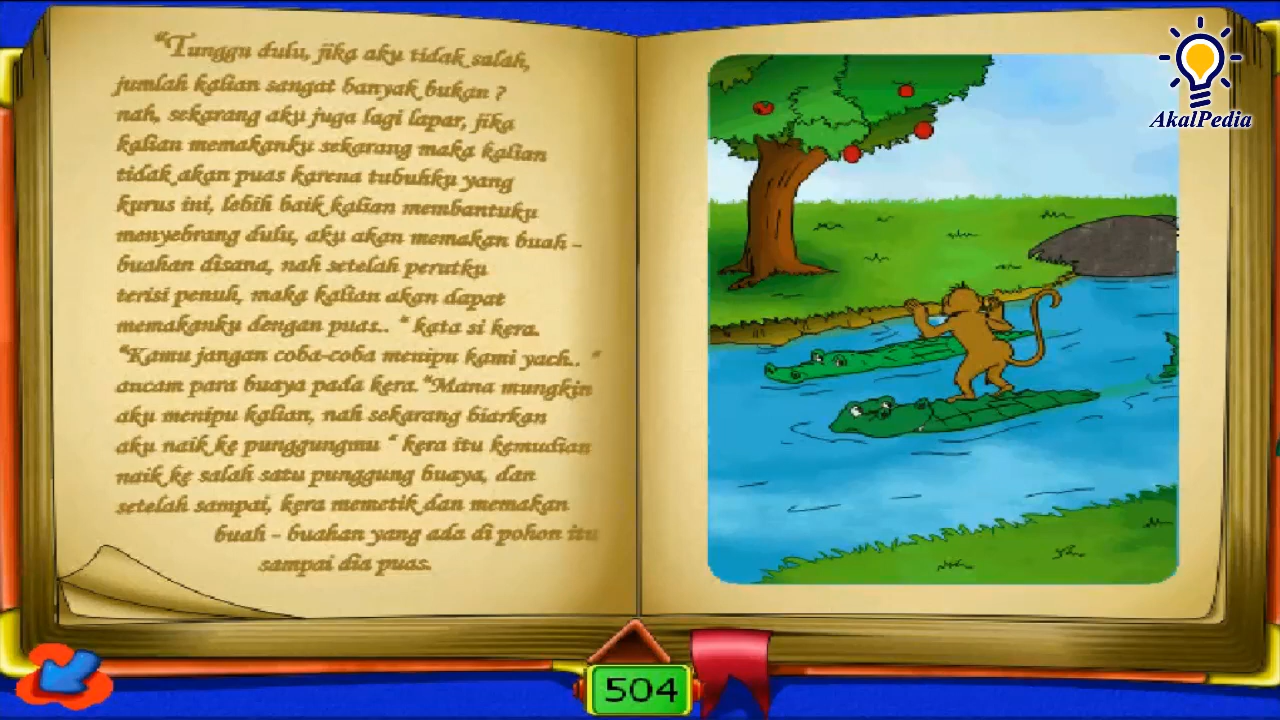 "Tunggu dulu, jika aku tidak salah,
jumlah kalian sangat banyak bukan ?
nah, sekarang aku juga lagi lapar, jika
kalian memakanku sekarang maka kalian
tidak akan puas karena tubuhku yang
kurus ini, lebih baik kalian membantuku
menyebrang dulu, aku akan memakan buah -
buahan disana, nah setelah perutku
terisi penuh, maka kalian akan dapat
memakanku dengan puas.. " kata si kera.
"Kamu jangan coba-coba menipu kami yach.. "
ancam para buaya pada kera. "Mana mungkin
aku menipu kalian, nah sekarang biarkan
aku naik ke punggungmu " kera itu kemudian
naik ke salah satu punggung buaya, dan
setelah sampai, kera memetik dan memakan
buah - buahan yang ada di pohon itu
sampai dia puas.
AkalPedia
504